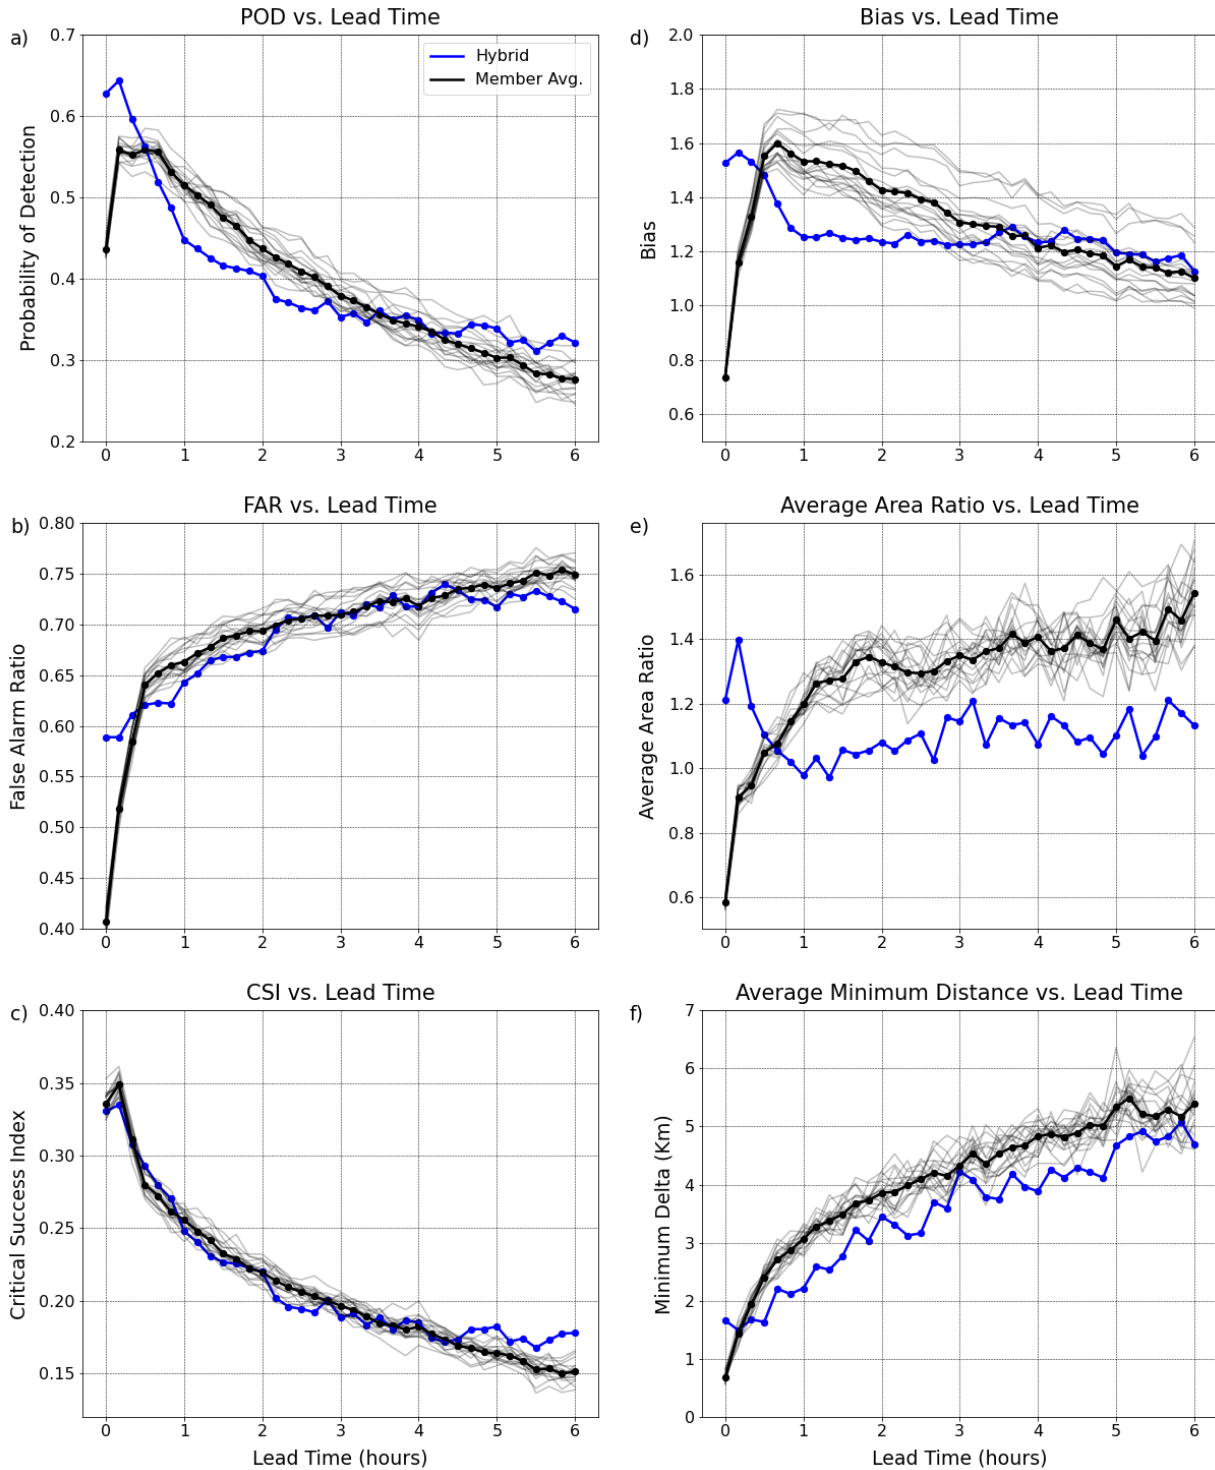 POD vs. Lead Time
a)
0.7
0.6
0.5
0.4
0.3
0.2
Probability of Detection
Hybrid
Member Avg.
0 1 2 3 4 5 6
Bias vs. Lead Time
d)
2.0
1.8
1.6
1.4
1.2
1.0
0.8
0.6
Bias
0 1 2 3 4 5 6
FAR vs. Lead Time
b)
0.80
0.75
0.70
0.65
0.60
0.55
0.50
0.45
0.40
False Alarm Ratio
0 1 2 3 4 5 6
Average Area Ratio vs. Lead Time
e)
1.6
1.4
1.2
1.0
0.8
0.6
Average Area Ratio
0 1 2 3 4 5 6
CSI vs. Lead Time
c)
0.40
0.35
0.30
0.25
0.20
0.15
Critical Success Index
0 1 2 3 4 5 6
Lead Time (hours)
Average Minimum Distance vs. Lead Time
f)
7
6
5
4
3
2
1
0
Minimum Delta (Km)
0 1 2 3 4 5 6
Lead Time (hours)